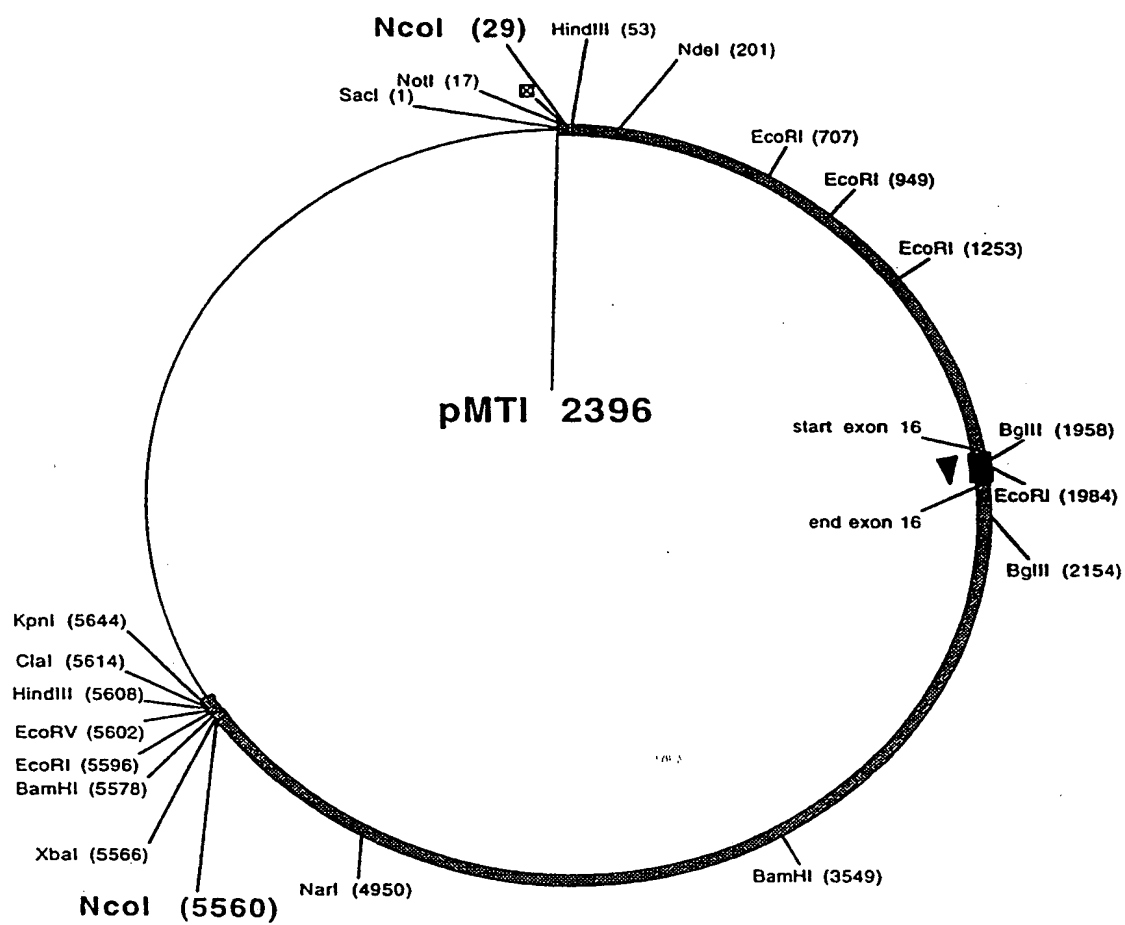 NcoI (29)
HindIII (53)
NdeI (201)
NotI (17)
SacI (1)
EcoRI (707)
EcoRI (949)
EcoRI (1253)
pMTI 2396
start exon 16
BglII (1958)
EcoRI (1984)
end exon 16
BglII (2154)
KpnI (5644)
ClaI (5614)
HindIII (5608)
EcoRV (5602)
EcoRI (5596)
BamHI (5578)
XbaI (5566)
NarI (4950)
BamHI (3549)
NcoI (5560)